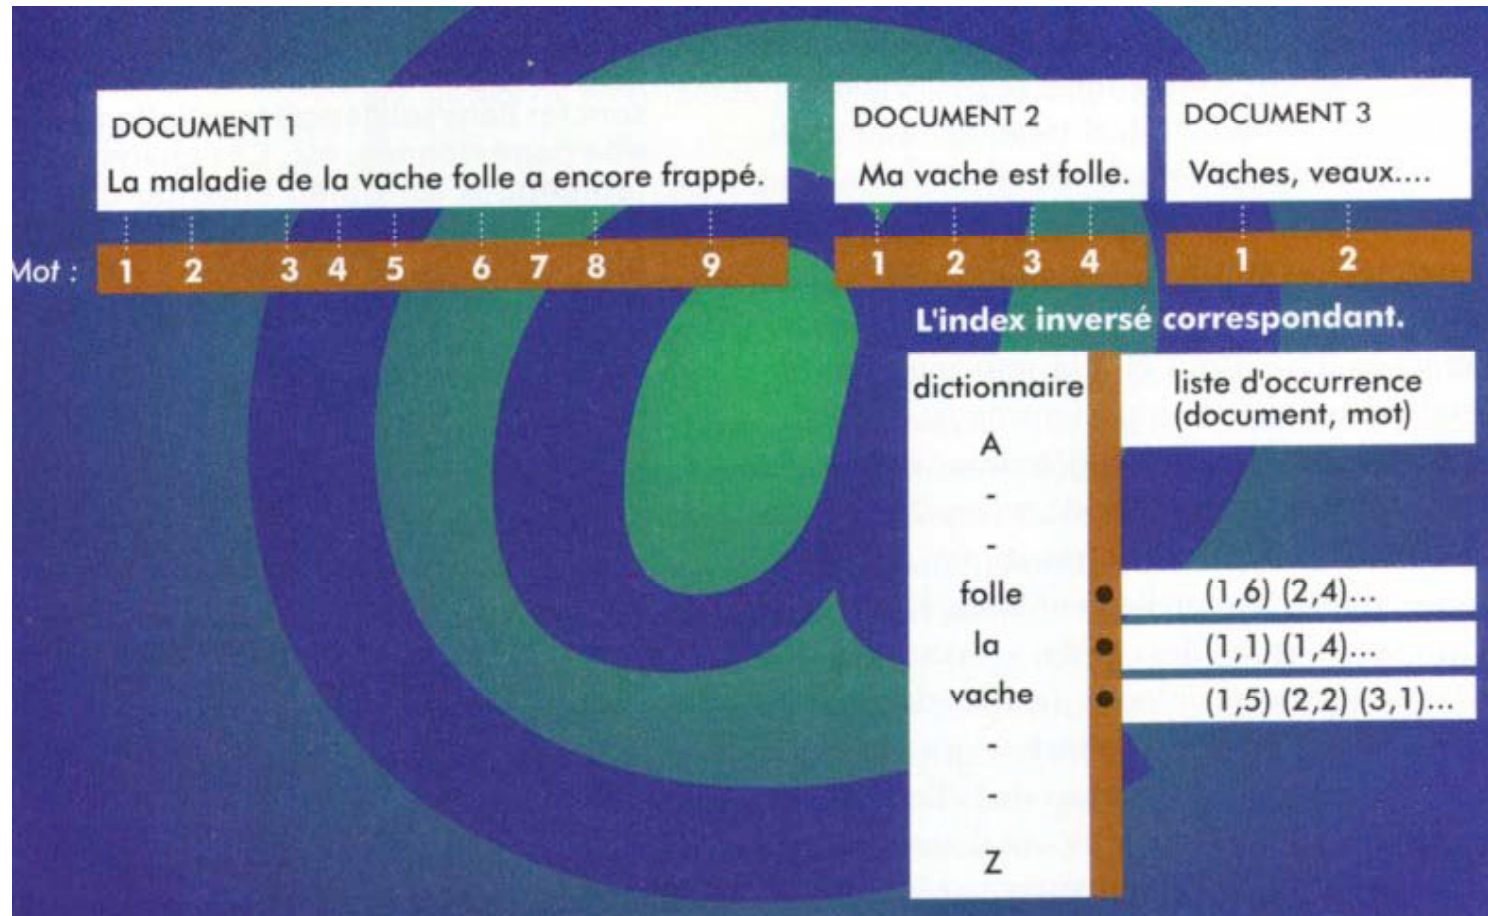 DOCUMENT 1
La maladie de la vache folle a encore frappé.
DOCUMENT 2
Ma vache est folle.
DOCUMENT 3
Vaches, veaux....
Mot : 1 2 3 4 5 6 7 8 9
1 2 3 4
1 2
L'index inversé correspondant.
dictionnaire
liste d'occurrence
(document, mot)
A
-
-
folle (1,6) (2,4)...
la (1,1) (1,4)...
vache (1,5) (2,2) (3,1)...
-
-
Z